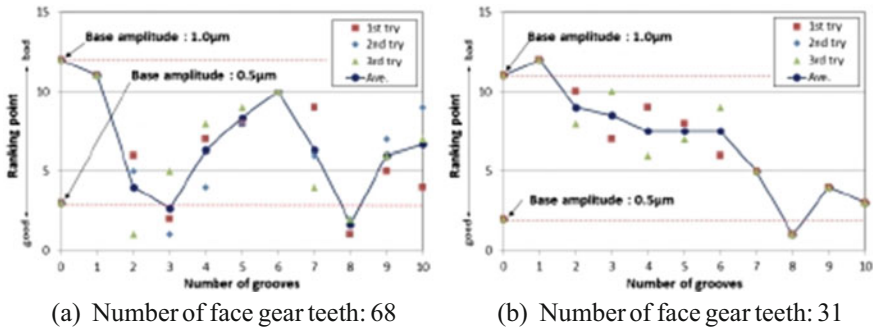 15
10
5
0
bad
Ranking point
good
Base amplitude : 1.0μm
Base amplitude : 0.5μm
1st try
2nd try
3rd try
Ave.
0 1 2 3 4 5 6 7 8 9 10
Number of grooves
(a) Number of face gear teeth: 68
15
10
5
0
bad
Ranking point
good
Base amplitude : 1.0μm
Base amplitude : 0.5μm
1st try
3rd try
Ave.
0 1 2 3 4 5 6 7 8 9 10
Number of grooves
(b) Number of face gear teeth: 31